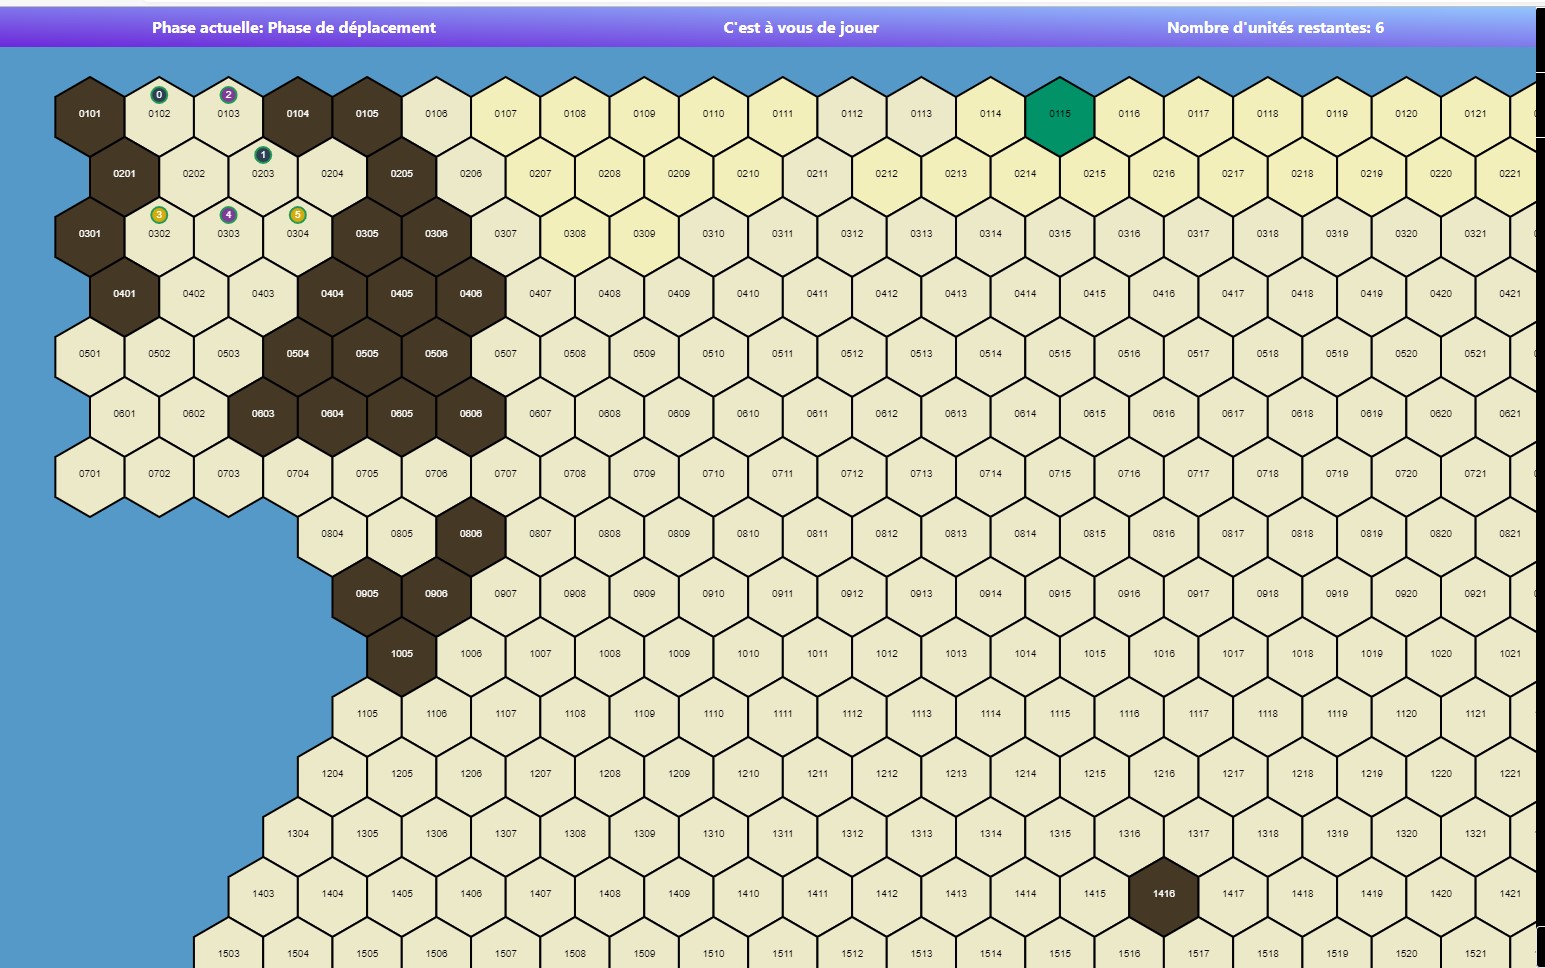 Phase actuelle: Phase de déplacement C'est à vous de jouer Nombre d'unités restantes: 6
0 2
0101 0102 0103 0104 0105 0106 0107 0108 0109 0110 0111 0112 0113 0114 0115 0116 0117 0118 0119 0120 0121
1
0201 0202 0203 0204 0205 0206 0207 0208 0209 0210 0211 0212 0213 0214 0215 0216 0217 0218 0219 0220 0221
3 4 5
0301 0302 0303 0304 0305 0306 0307 0308 0309 0310 0311 0312 0313 0314 0315 0316 0317 0318 0319 0320 0321
0401 0402 0403 0404 0405 0406 0407 0408 0409 0410 0411 0412 0413 0414 0415 0416 0417 0418 0419 0420 0421
0501 0502 0503 0504 0505 0506 0507 0508 0509 0510 0511 0512 0513 0514 0515 0516 0517 0518 0519 0520 0521
0601 0602 0603 0604 0605 0606 0607 0608 0609 0610 0611 0612 0613 0614 0615 0616 0617 0618 0619 0620 0621
0701 0702 0703 0704 0705 0706 0707 0708 0709 0710 0711 0712 0713 0714 0715 0716 0717 0718 0719 0720 0721
0804 0805 0806 0807 0808 0809 0810 0811 0812 0813 0814 0815 0816 0817 0818 0819 0820 0821
0905 0906 0907 0908 0909 0910 0911 0912 0913 0914 0915 0916 0917 0918 0919 0920 0921
1005 1006 1007 1008 1009 1010 1011 1012 1013 1014 1015 1016 1017 1018 1019 1020 1021
1105 1106 1107 1108 1109 1110 1111 1112 1113 1114 1115 1116 1117 1118 1119 1120 1121
1204 1205 1206 1207 1208 1209 1210 1211 1212 1213 1214 1215 1216 1217 1218 1219 1220 1221
1304 1305 1306 1307 1308 1309 1310 1311 1312 1313 1314 1315 1316 1317 1318 1319 1320 1321
1403 1404 1405 1406 1407 1408 1409 1410 1411 1412 1413 1414 1415 1416 1417 1418 1419 1420 1421
1503 1504 1505 1506 1507 1508 1509 1510 1511 1512 1513 1514 1515 1516 1517 1518 1519 1520 1521